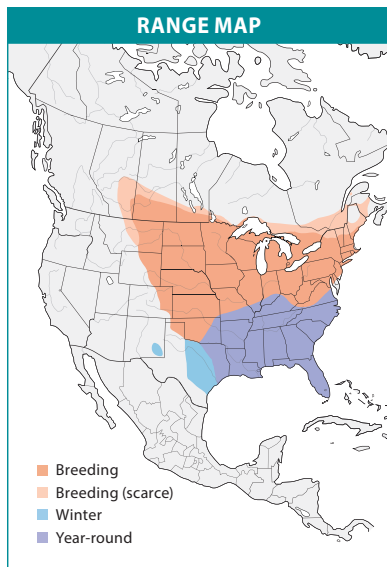 RANGE MAP
Breeding
Breeding (scarce)
Winter
Year-round